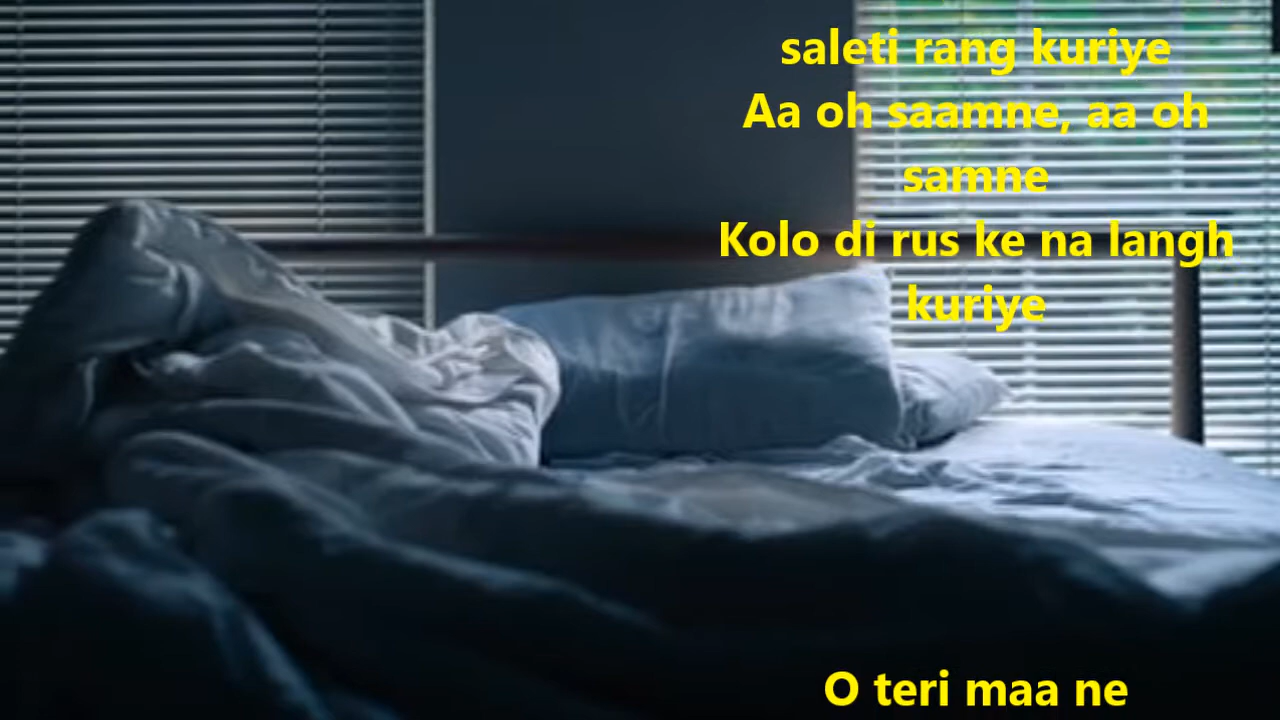 saleti rang kuriye
Aa oh saamne, aa oh
samne
Kolo di rus ke na langh
kuriye
O teri maa ne